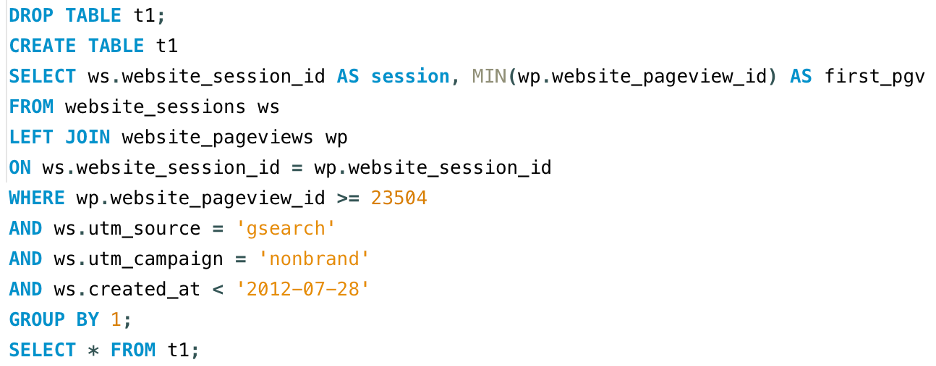 DROP TABLE t1;
CREATE TABLE t1
SELECT ws.website_session_id AS session, MIN(wp.website_pageview_id) AS first_pgv
FROM website_sessions ws
LEFT JOIN website_pageviews wp
ON ws.website_session_id = wp.website_session_id
WHERE wp.website_pageview_id >= 23504
AND ws.utm_source = 'gsearch'
AND ws.utm_campaign = 'nonbrand'
AND ws.created_at < '2012-07-28'
GROUP BY 1;
SELECT * FROM t1;